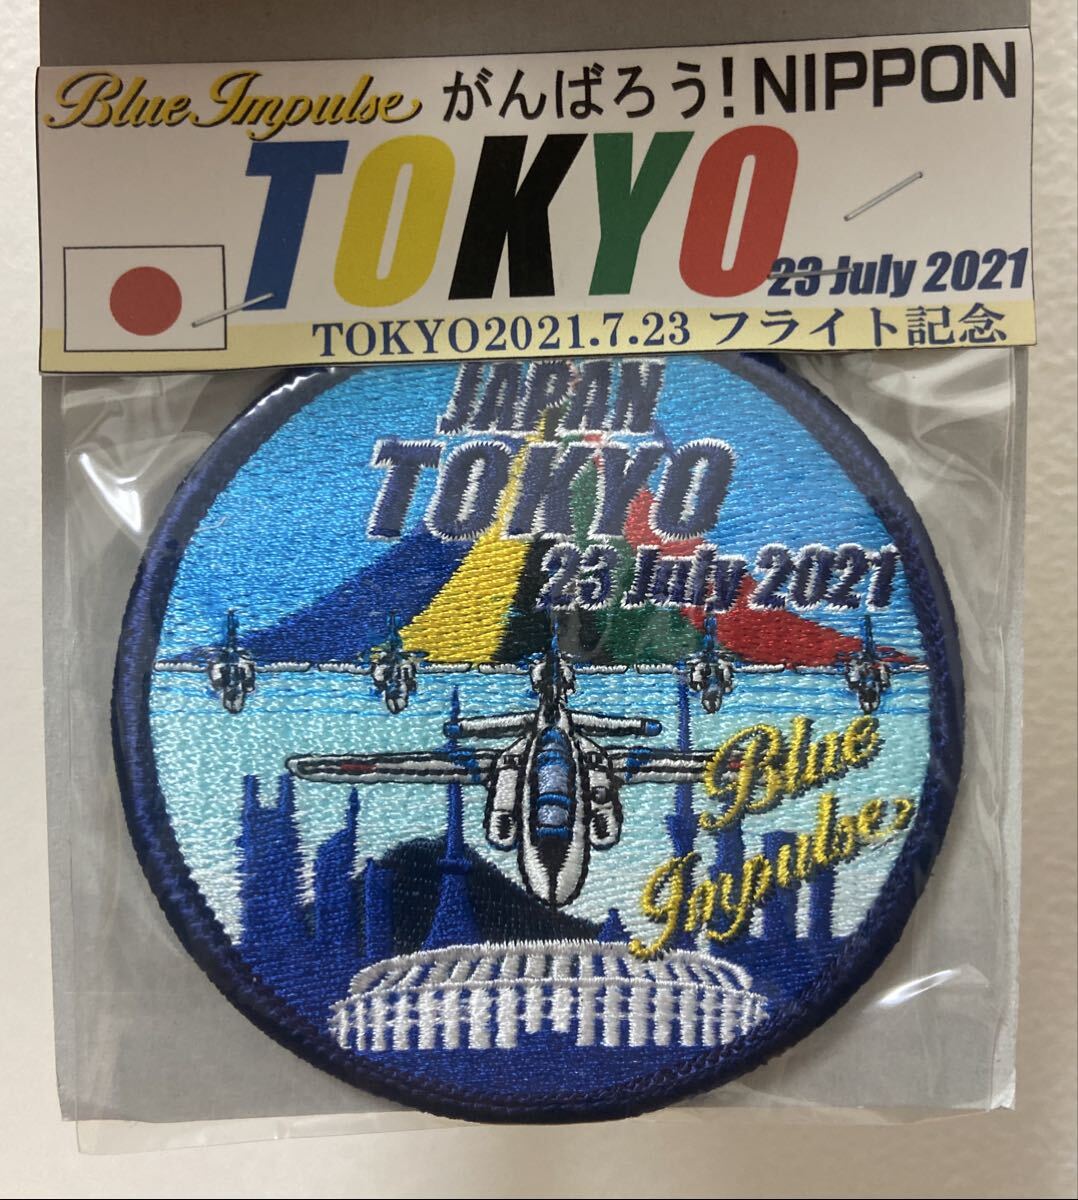 Blue Impulse がんばろう!NIPPON
TOKYO
23 July 2021
TOKYO2021.7.23 フライト記念
JAPAN
TOKYO
23 July 2021
Blue
Impulse